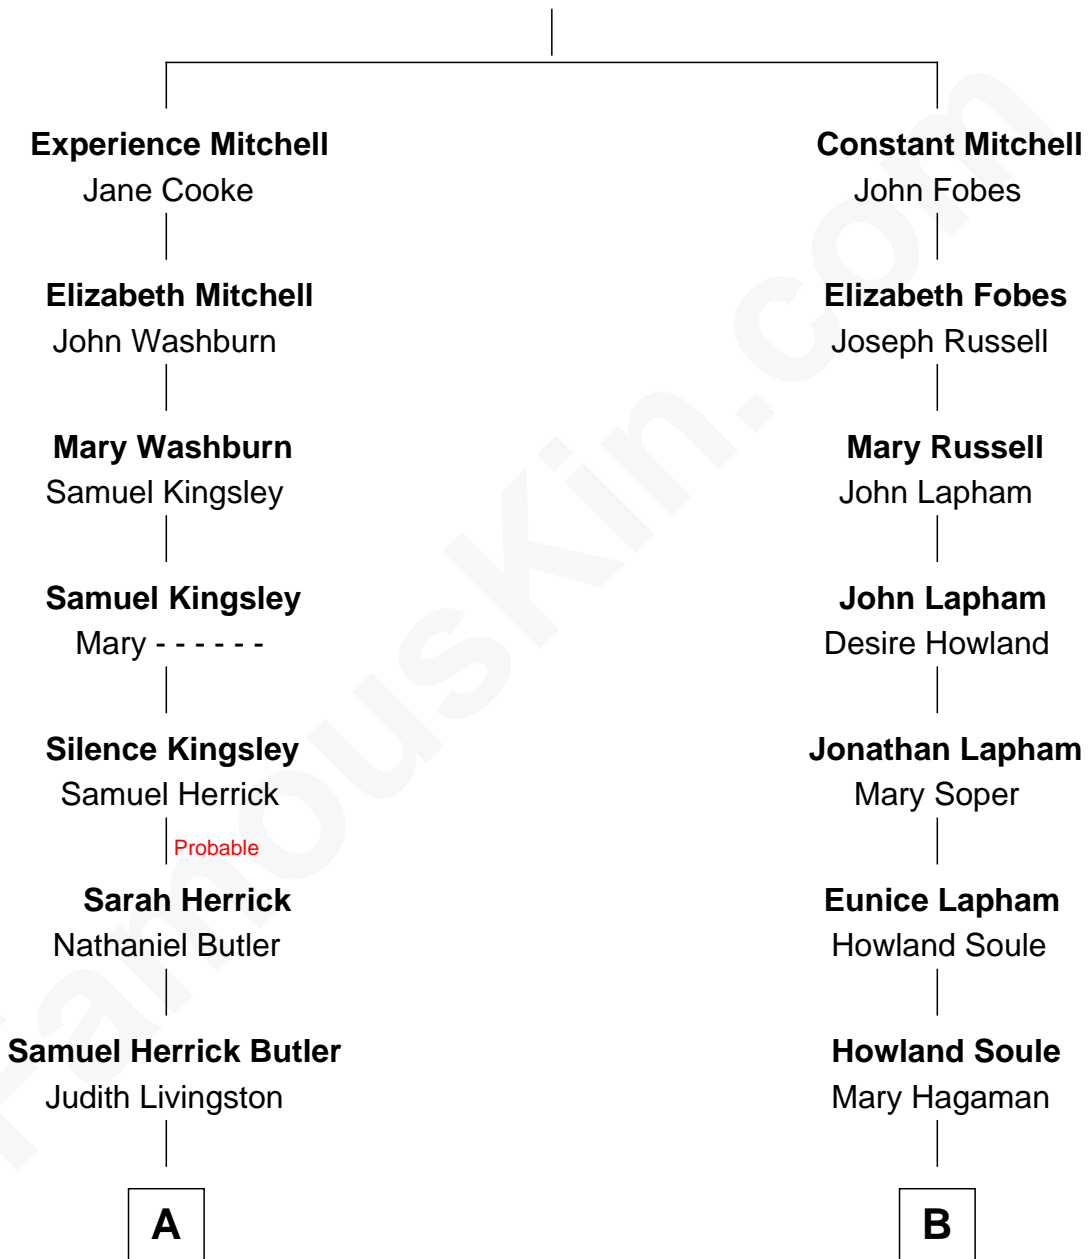 Experience Mitchell
Jane Cooke
Elizabeth Mitchell
John Washburn
Mary Washburn
Samuel Kingsley
Samuel Kingsley
Mary - - - - - -
Silence Kingsley
Samuel Herrick
Probable
Sarah Herrick
Nathaniel Butler
Samuel Herrick Butler
Judith Livingston
A
Constant Mitchell
John Fobes
Elizabeth Fobes
Joseph Russell
Mary Russell
John Lapham
John Lapham
Desire Howland
Jonathan Lapham
Mary Soper
Eunice Lapham
Howland Soule
Howland Soule
Mary Hagaman
B
FamousKin.com